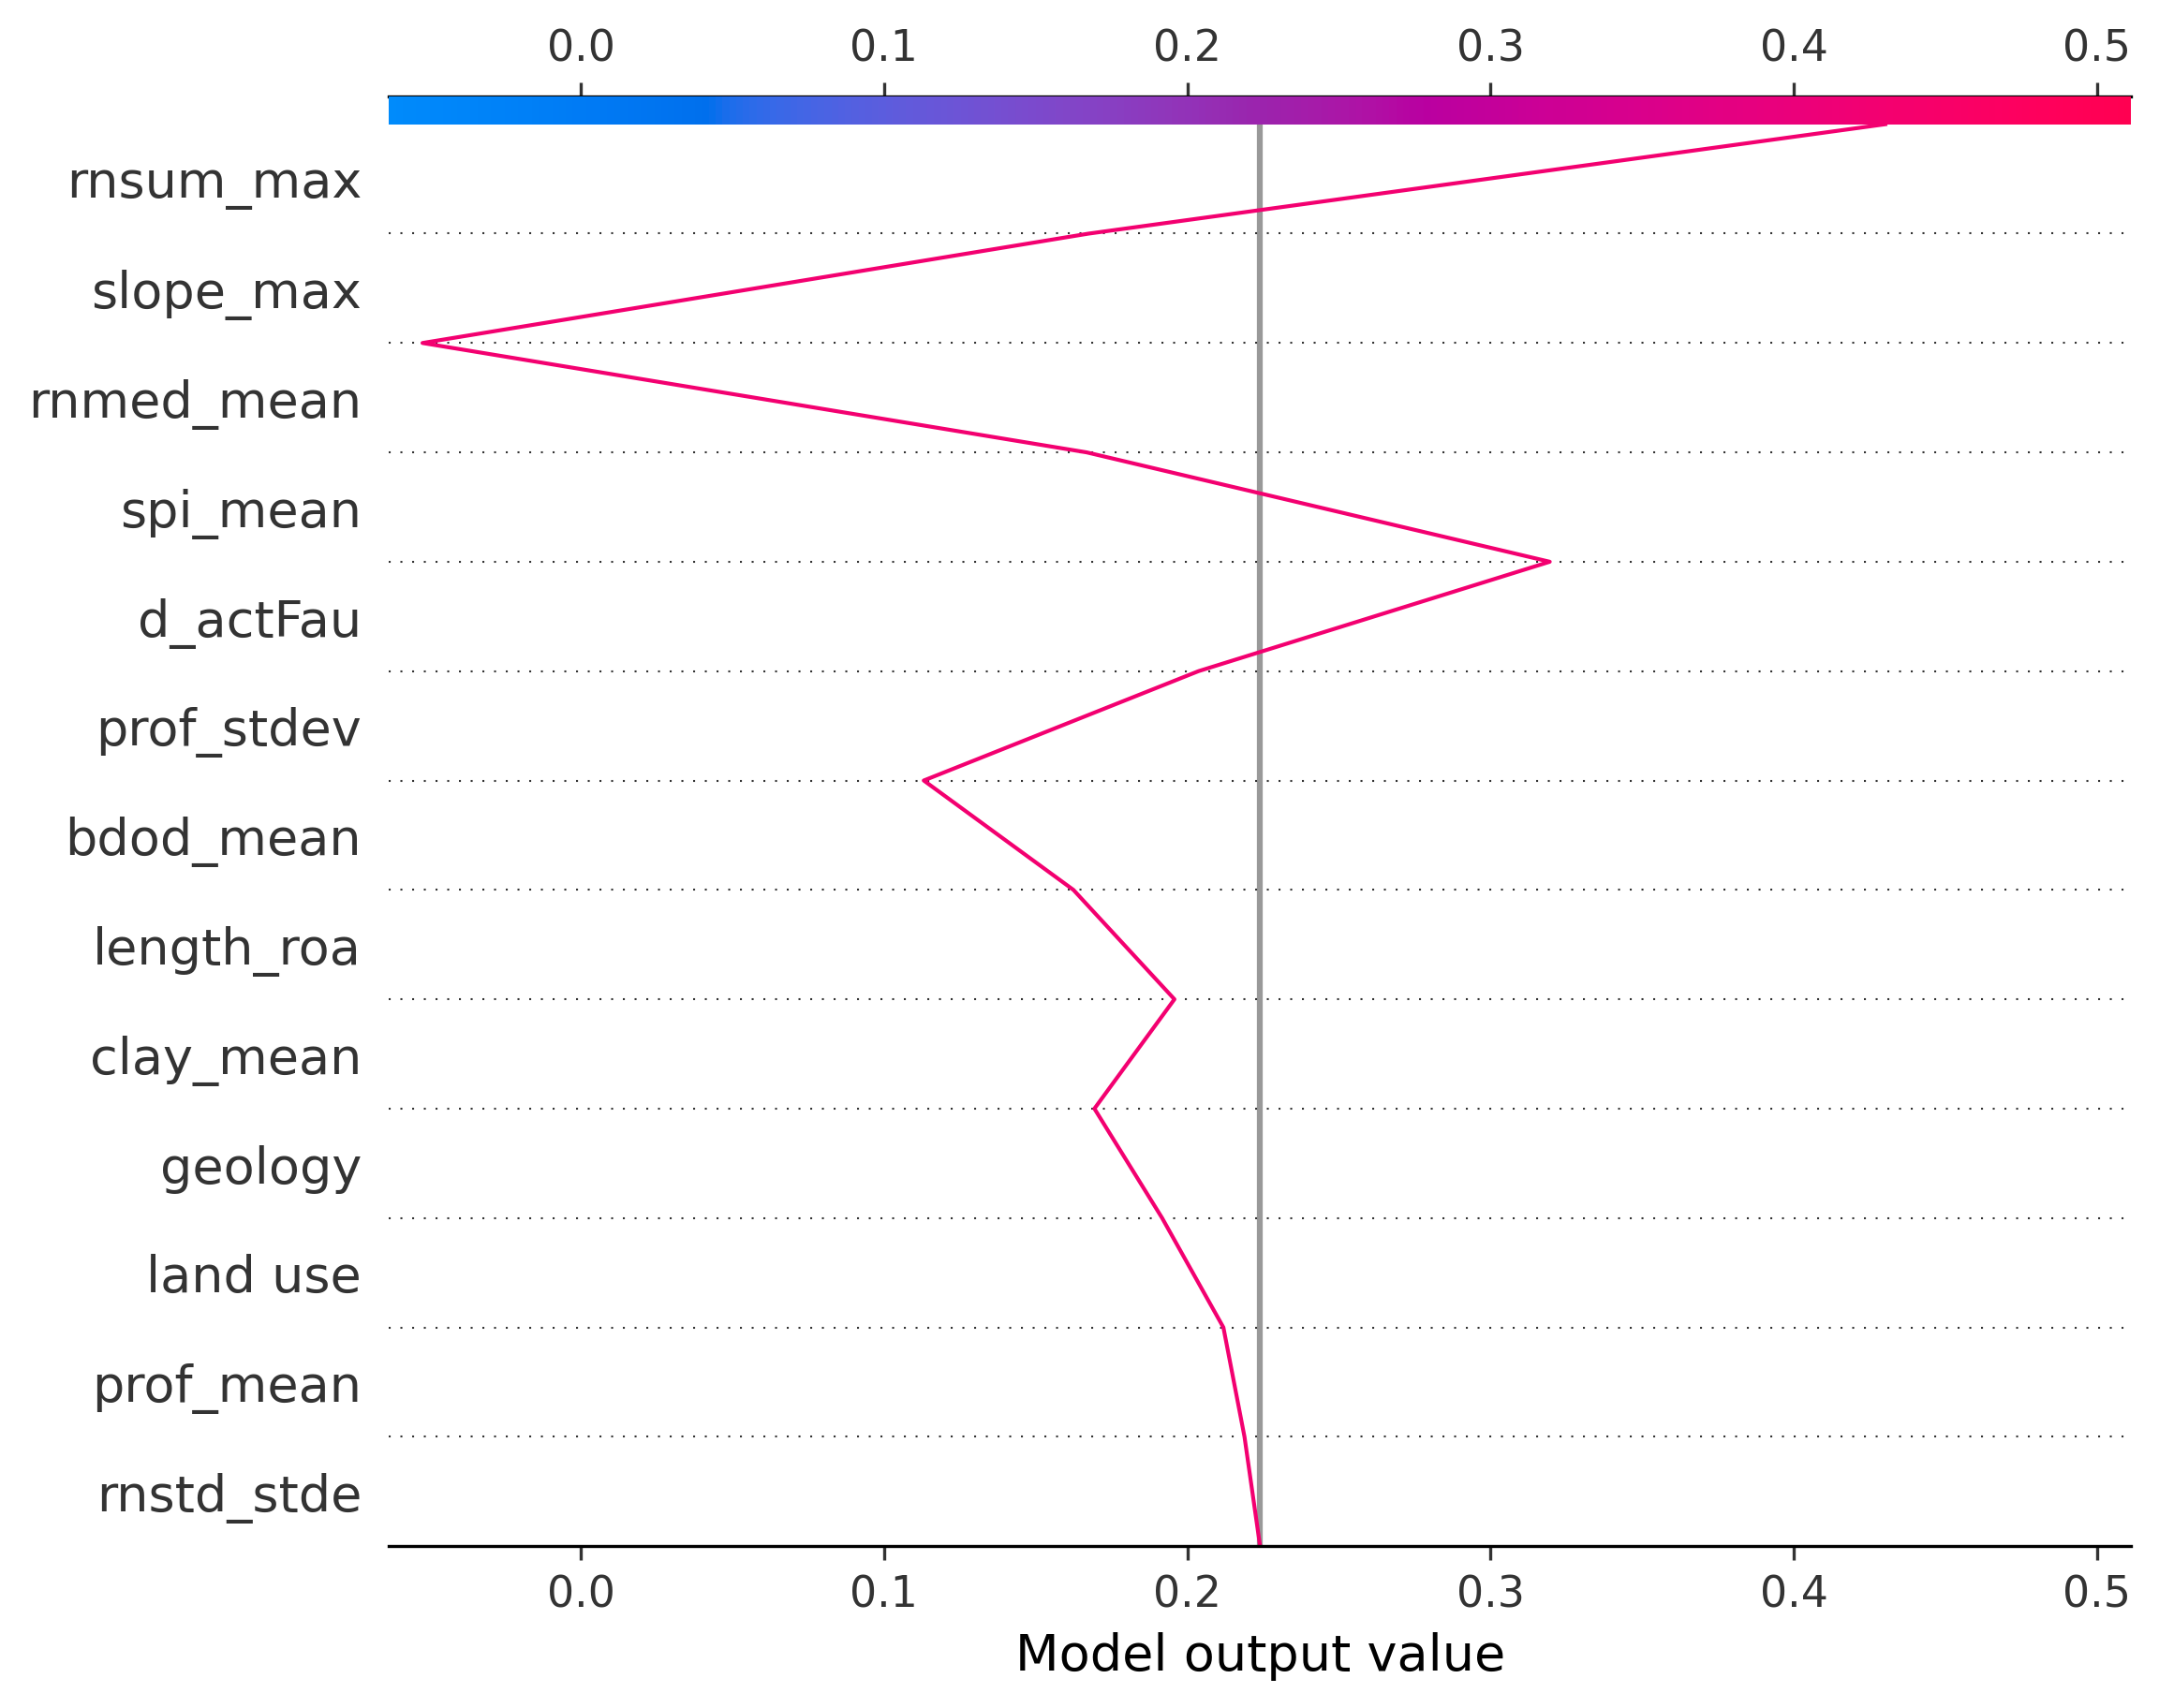 0.0 0.1 0.2 0.3 0.4 0.5
rnsum_max
slope_max
rnmed_mean
spi_mean
d_actFau
prof_stdev
bdod_mean
length_roa
clay_mean
geology
land use
prof_mean
rnstd_stde
0.0 0.1 0.2 0.3 0.4 0.5
Model output value